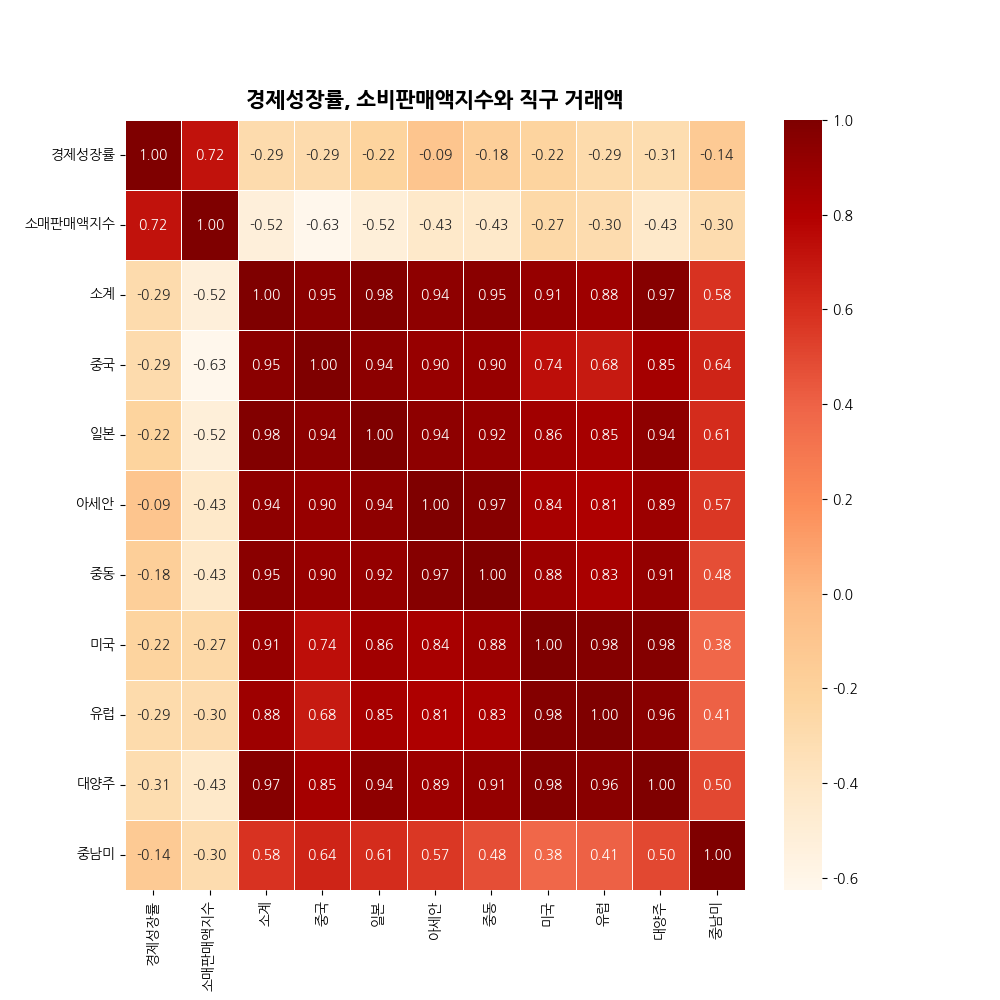 경제성장률, 소비판매액지수와 직구 거래액
경제성장률 1.00 0.72 -0.29 -0.29 -0.22 -0.09 -0.18 -0.22 -0.29 -0.31 -0.14
소매판매액지수 0.72 1.00 -0.52 -0.63 -0.52 -0.43 -0.43 -0.27 -0.30 -0.43 -0.30
소계 -0.29 -0.52 1.00 0.95 0.98 0.94 0.95 0.91 0.88 0.97 0.58
중국 -0.29 -0.63 0.95 1.00 0.94 0.90 0.90 0.74 0.68 0.85 0.64
일본 -0.22 -0.52 0.98 0.94 1.00 0.94 0.92 0.86 0.85 0.94 0.61
아세안 -0.09 -0.43 0.94 0.90 0.94 1.00 0.97 0.84 0.81 0.89 0.57
중동 -0.18 -0.43 0.95 0.90 0.92 0.97 1.00 0.88 0.83 0.91 0.48
미국 -0.22 -0.27 0.91 0.74 0.86 0.84 0.88 1.00 0.98 0.98 0.38
유럽 -0.29 -0.30 0.88 0.68 0.85 0.81 0.83 0.98 1.00 0.96 0.41
대양주 -0.31 -0.43 0.97 0.85 0.94 0.89 0.91 0.98 0.96 1.00 0.50
중남미 -0.14 -0.30 0.58 0.64 0.61 0.57 0.48 0.38 0.41 0.50 1.00
경제성장률 소매판매액지수 소계 중국 일본 아세안 중동 미국 유럽 대양주 중남미
1.0
0.8
0.6
0.4
0.2
0.0
-0.2
-0.4
-0.6